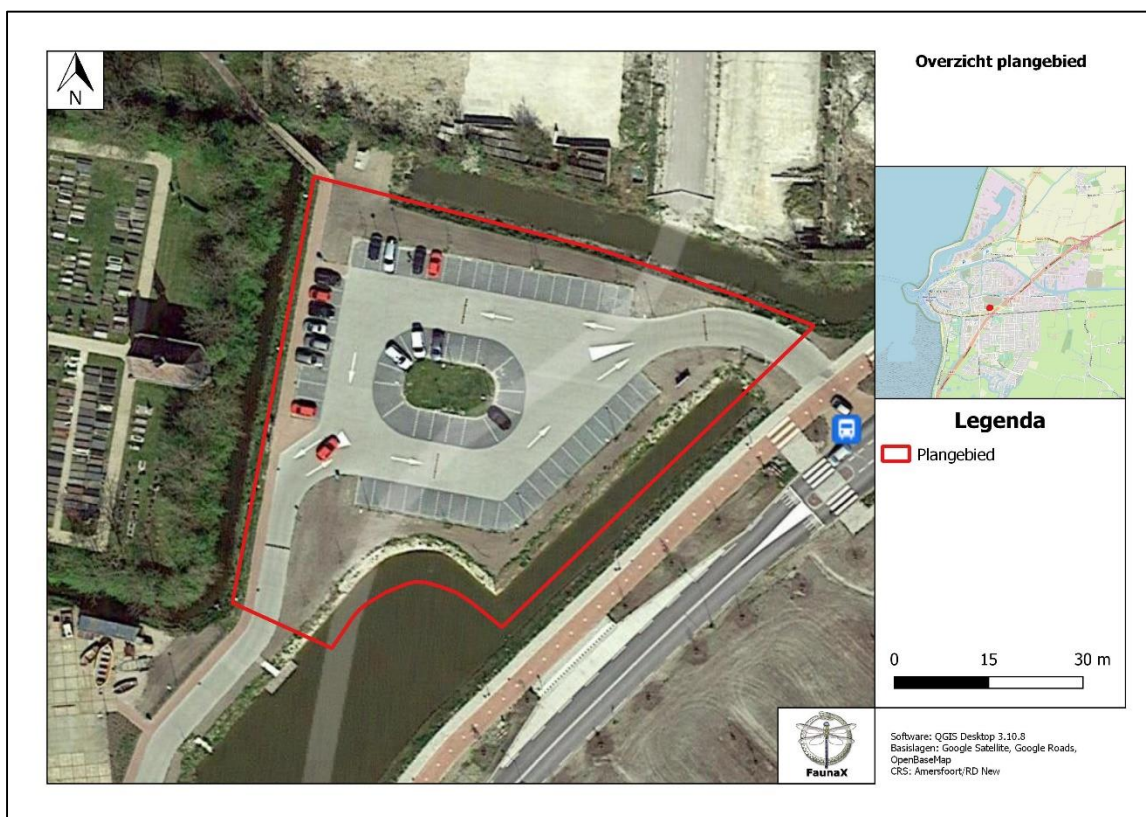 N
Overzicht plangebied
Legenda
Plangebied
0 15 30 m
FaunaX
Software: QGIS Desktop 3.10.8
Basislagen: Google Satellite, Google Roads,
OpenBaseMap
CRS: Amersfoort/RD New